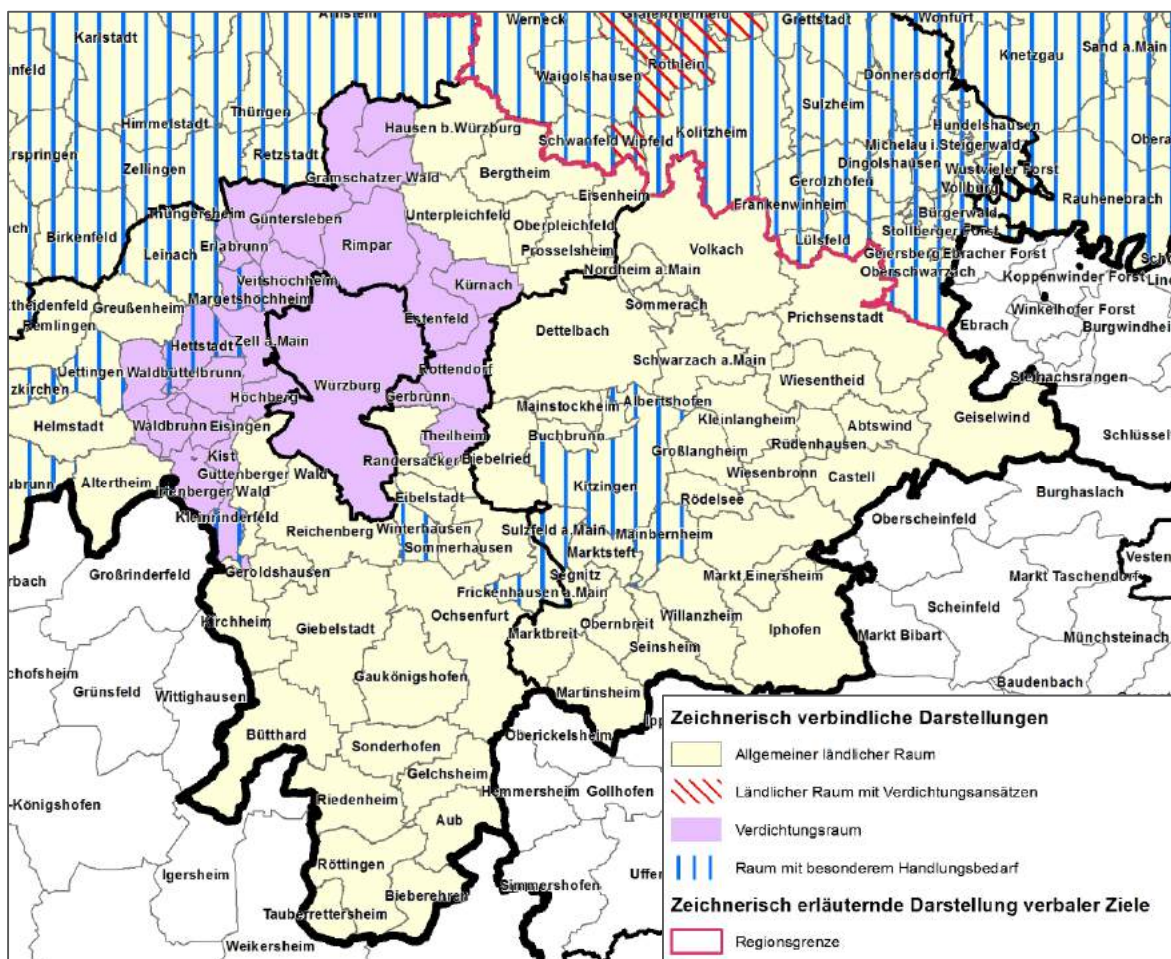 Arnstein
Werneck
Grettstadt
Wonfurt
Karlstadt
Knetzgau
Sand a.Main
Röthlein
Waigolshausen
Donnersdorf
Thüngen
Sulzheim
Himmelstadt
Hausen b.Würzburg
Hundelshausen
Schwanfeld
Wipfeld
Kolitzheim
Michelau i.Steigerwald
Retzstadt
Dingolshausen
Zellingen
Bergtheim
Wustvieler Forst
Gramschatzer Wald
Gerolzhofen
Vollburg
Eisenheim
Rauhenebrach
Thüngersheim
Güntersleben
Unterpleichfeld
Frankenwinheim
Bürgerwald
Oberpleichfeld
Stollberger Forst
Birkenfeld
Leinach
Erlabrunn
Rimpar
Volkach
Lülsfeld
Prosselsheim
Geiersberg
Ebracher Forst
Nordheim a.Main
Oberschwarzach
Veitshöchheim
Kürnach
Koppenwinder Forst
Margetshöchheim
Greußenheim
Sommerach
Winkelhofer Forst
Remlingen
Estenfeld
Prichsenstadt
Dettelbach
Ebrach
Burgwindheim
Hettstadt
Zell a.Main
Schwarzach a.Main
Uettingen
Waldbüttelbrunn
Rottendorf
Wiesentheid
Steinachsrangen
Würzburg
Höchberg
Gerbrunn
Mainstockheim
Albertshofen
Geiselwind
Kleinlangheim
Helmstadt
Waldbrunn
Eisingen
Theilheim
Buchbrunn
Abtswind
Großlangheim
Rüdenhausen
Schlüsself
Kist
Randersacker
Biebelried
Wiesenbronn
Castell
Guttenberger Wald
Altertheim
Irtenberger Wald
Kitzingen
Eibelstadt
Rödelsee
Burghaslach
Kleinrinderfeld
Reichenberg
Winterhausen
Sulzfeld a.Main
Mainbernheim
Oberscheinfeld
Sommerhausen
Marktsteft
Geroldshausen
Segnitz
Markt Einersheim
Großrinderfeld
Frickenhausen a.Main
Markt Taschendorf
Ochsenfurt
Willanzheim
Scheinfeld
Kirchheim
Giebelstadt
Marktbreit
Obernbreit
Iphofen
Markt Bibart
Münchsteinach
Seinsheim
Gaukönigshofen
Grünsfeld
Wittighausen
Martinsheim
Baudenbach
Bütthard
Sonderhofen
Oberickelsheim
Gelchsheim
Hemmersheim
Gollhofen
-Königshofen
Riedenheim
Aub
Röttingen
Igersheim
Bieberehren
Simmershofen
Uffen
Tauberrettersheim
Weikersheim
Zeichnerisch verbindliche Darstellungen
Allgemeiner ländlicher Raum
Ländlicher Raum mit Verdichtungsansätzen
Verdichtungsraum
Raum mit besonderem Handlungsbedarf
Zeichnerisch erläuternde Darstellung verbaler Ziele
Regionsgrenze